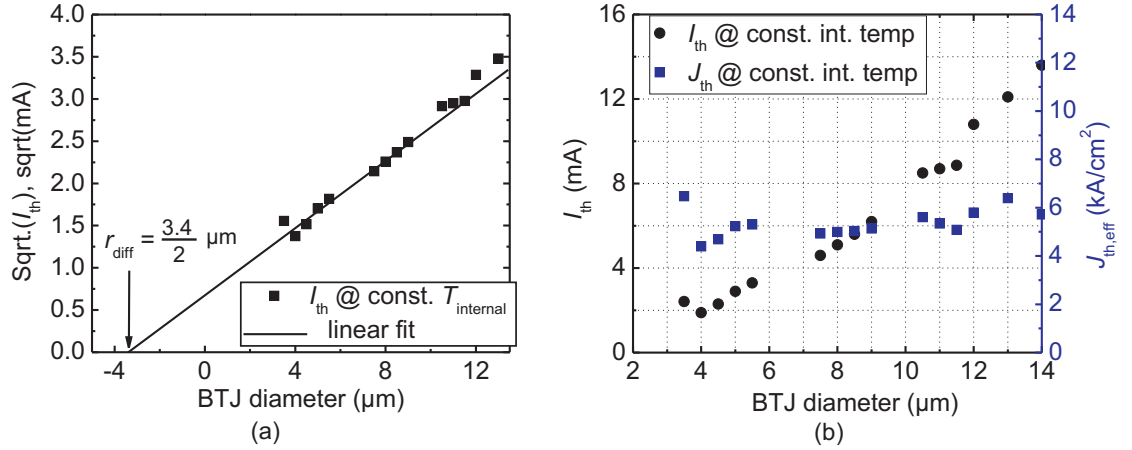 4.0
3.5
3.0
2.5
2.0
1.5
1.0
0.5
0.0
Sqrt.(I_th), sqrt(mA)
r_diff = 3.4/2 μm
I_th @ const. T_internal
linear fit
-4 0 4 8 12
BTJ diameter (μm)
(a)
16
12
8
4
0
I_th (mA)
I_th @ const. int. temp
J_th @ const. int. temp
14
12
10
8
6
4
2
0
J_th,eff (kA/cm²)
2 4 6 8 10 12 14
BTJ diameter (μm)
(b)